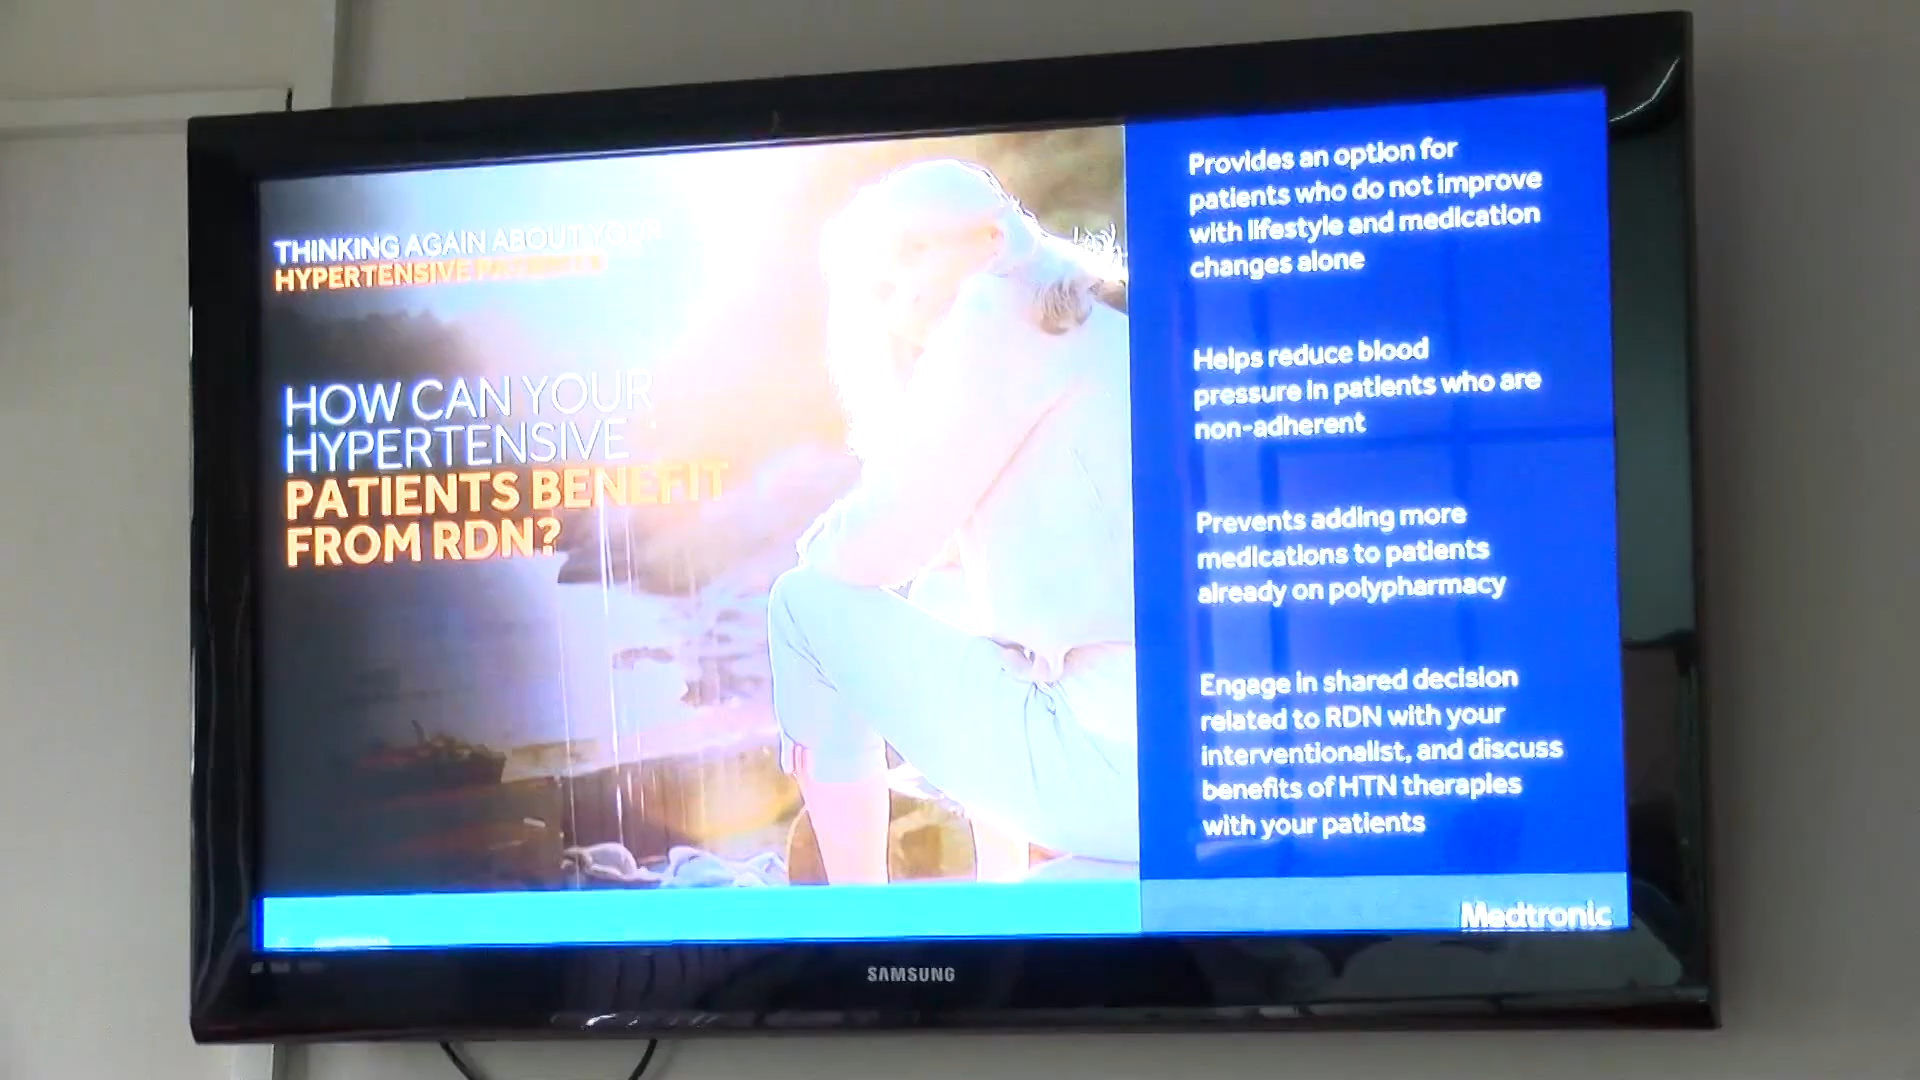 THINKING AGAIN ABOUT YOUR
HYPERTENSIVE PATIENTS
HOW CAN YOUR
HYPERTENSIVE
PATIENTS BENEFIT
FROM RDN?
Provides an option for
patients who do not improve
with lifestyle and medication
changes alone
Helps reduce blood
pressure in patients who are
non-adherent
Prevents adding more
medications to patients
already on polypharmacy
Engage in shared decision
related to RDN with your
interventionalist, and discuss
benefits of HTN therapies
with your patients
Medtronic
SAMSUNG